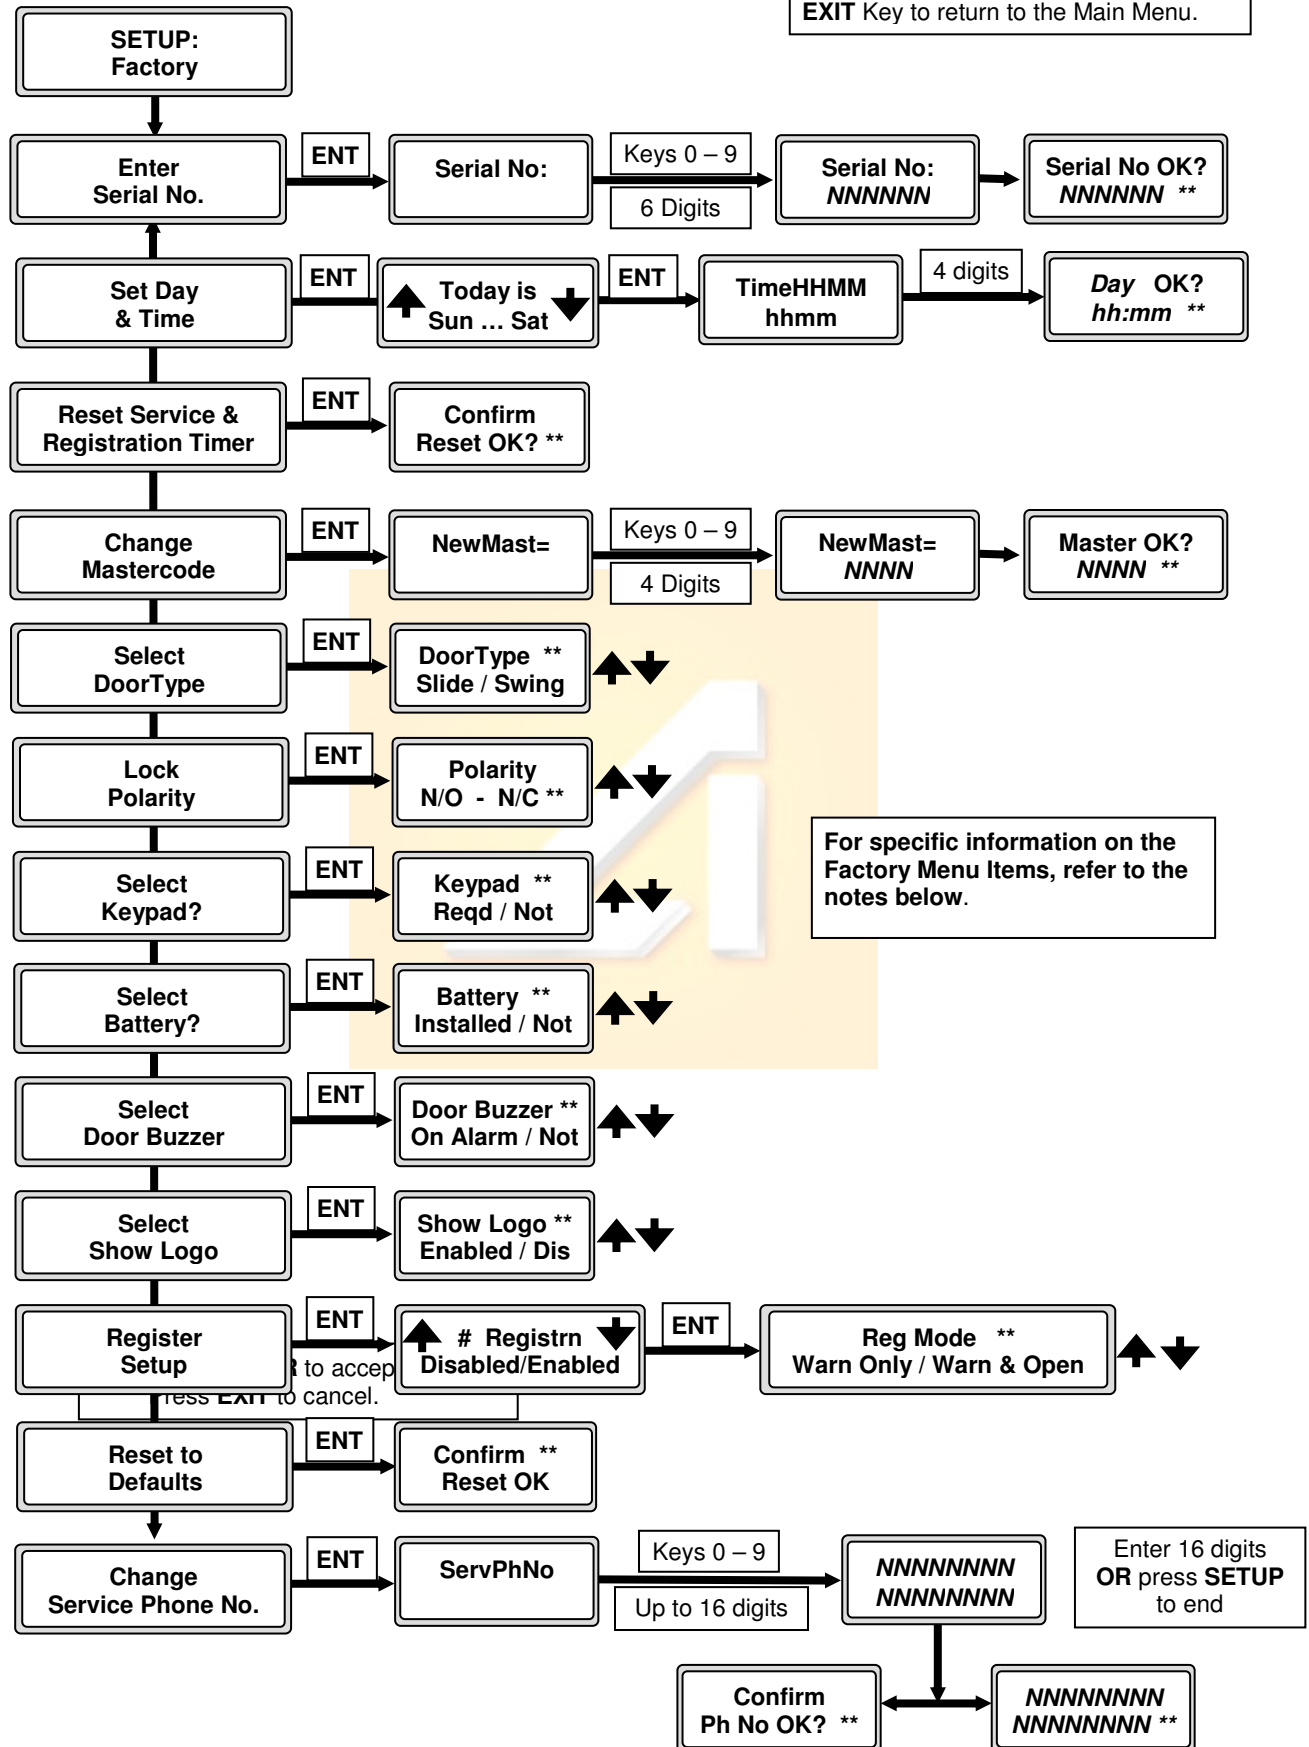 EXIT Key to return to the Main Menu.
SETUP:
Factory
Enter
Serial No.
ENT
Serial No:
Keys 0 – 9
6 Digits
Serial No:
NNNNNN
Serial No OK?
NNNNNN **
Set Day
& Time
ENT
Today is
Sun ... Sat
ENT
TimeHHMM
hhmm
4 digits
Day OK?
hh:mm **
Reset Service &
Registration Timer
ENT
Confirm
Reset OK? **
Change
Mastercode
ENT
NewMast=
Keys 0 – 9
4 Digits
NewMast=
NNNN
Master OK?
NNNN **
Select
DoorType
ENT
DoorType **
Slide / Swing
Lock
Polarity
ENT
Polarity
N/O - N/C **
For specific information on the
Factory Menu Items, refer to the
notes below.
Select
Keypad?
ENT
Keypad **
Reqd / Not
Select
Battery?
ENT
Battery **
Installed / Not
Select
Door Buzzer
ENT
Door Buzzer **
On Alarm / Not
Select
Show Logo
ENT
Show Logo **
Enabled / Dis
Register
Setup
ENT
# Registrn
Disabled/Enabled
ENT
Reg Mode **
Warn Only / Warn & Open
to
EXIT to cancel.
Reset to
Defaults
ENT
Confirm **
Reset OK
Change
Service Phone No.
ENT
ServPhNo
Keys 0 – 9
Up to 16 digits
NNNNNNNN
NNNNNNNN
Enter 16 digits
OR press SETUP
to end
Confirm
Ph No OK? **
NNNNNNNN
NNNNNNNN **